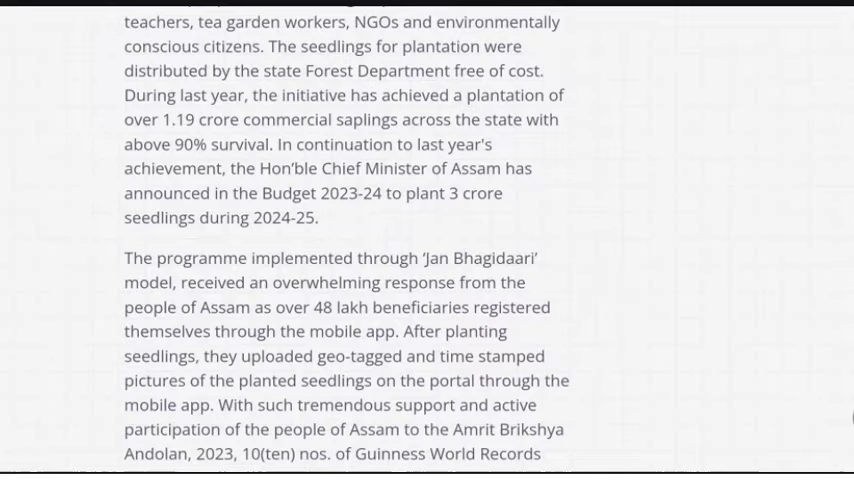 teachers, tea garden workers, NGOs and environmentally
conscious citizens. The seedlings for plantation were
distributed by the state Forest Department free of cost.
During last year, the initiative has achieved a plantation of
over 1.19 crore commercial saplings across the state with
above 90% survival. In continuation to last year's
achievement, the Hon’ble Chief Minister of Assam has
announced in the Budget 2023-24 to plant 3 crore
seedlings during 2024-25.
The programme implemented through ‘Jan Bhagidaari’
model, received an overwhelming response from the
people of Assam as over 48 lakh beneficiaries registered
themselves through the mobile app. After planting
seedlings, they uploaded geo-tagged and time stamped
pictures of the planted seedlings on the portal through the
mobile app. With such tremendous support and active
participation of the people of Assam to the Amrit Brikshya
Andolan, 2023, 10(ten) nos. of Guinness World Records